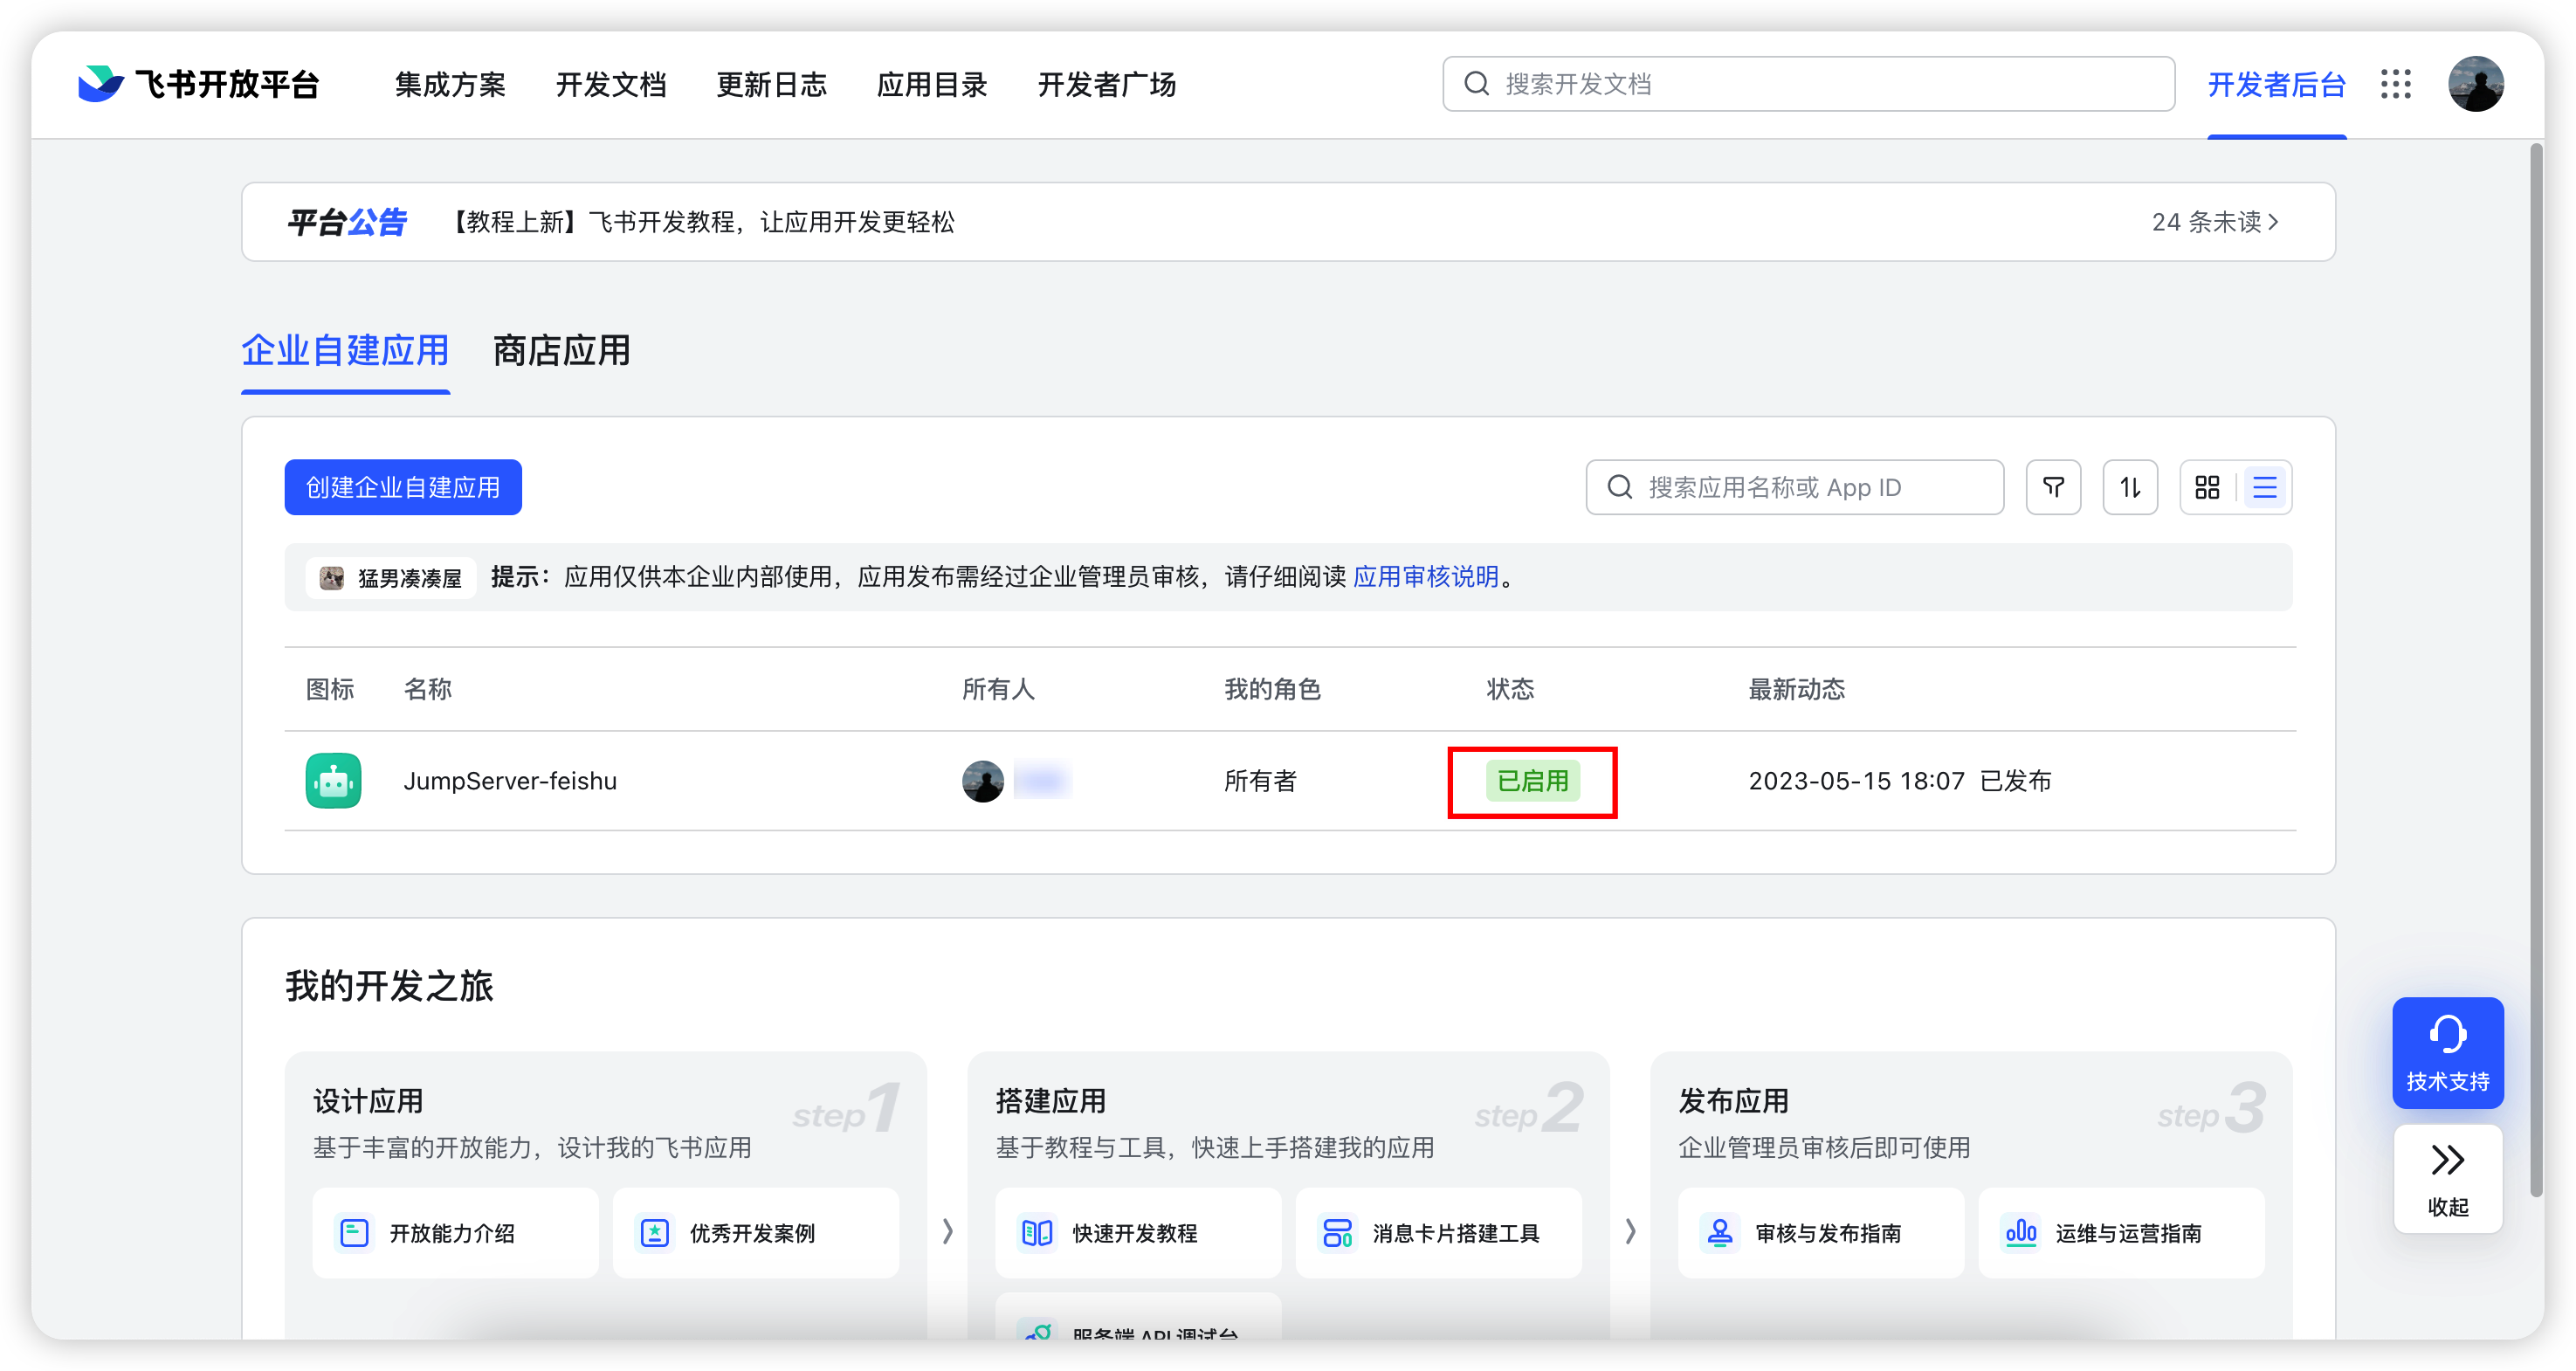 飞书开放平台 集成方案 开发文档 更新日志 应用目录 开发者广场 搜索开发文档 开发者后台
平台公告 【教程上新】飞书开发教程，让应用开发更轻松 24 条未读
企业自建应用 商店应用
创建企业自建应用 搜索应用名称或 App ID
猛男凑凑屋 提示：应用仅供本企业内部使用，应用发布需经过企业管理员审核，请仔细阅读 应用审核说明。
图标 名称 所有人 我的角色 状态 最新动态
JumpServer-feishu 所有者 已启用 2023-05-15 18:07 已发布
我的开发之旅
设计应用 step1
基于丰富的开放能力，设计我的飞书应用
开放能力介绍 优秀开发案例
搭建应用 step2
基于教程与工具，快速上手搭建我的应用
快速开发教程 消息卡片搭建工具
服务端 API 调试台
发布应用 step3
企业管理员审核后即可使用
审核与发布指南 运维与运营指南
技术支持
收起